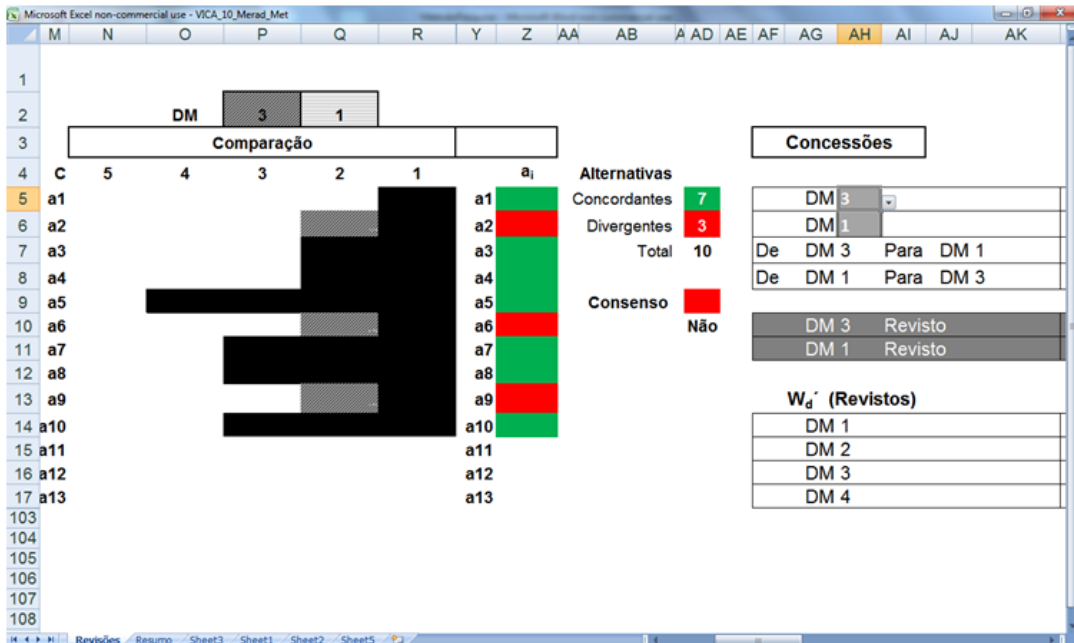 Microsoft Excel non-commercial use - VICA_10_Merad_Met
M N O P Q R Y Z AA AB A AD AE AF AG AH AI AJ AK
1
2 DM 3 1
3 Comparação Concessões
4 C 5 4 3 2 1 ai Alternativas
5 a1 a1 Concordantes 7 DM 3
6 a2 a2 Divergentes 3 DM 1
7 a3 a3 Total 10 De DM 3 Para DM 1
8 a4 a4 De DM 1 Para DM 3
9 a5 a5 Consenso
10 a6 a6 Não DM 3 Revisto
11 a7 a7 DM 1 Revisto
12 a8 a8
13 a9 a9 Wd´ (Revistos)
14 a10 a10 DM 1
15 a11 a11 DM 2
16 a12 a12 DM 3
17 a13 a13 DM 4
103
104
105
106
107
108
Revisões Resumo Sheet3 Sheet1 Sheet2 Sheet5